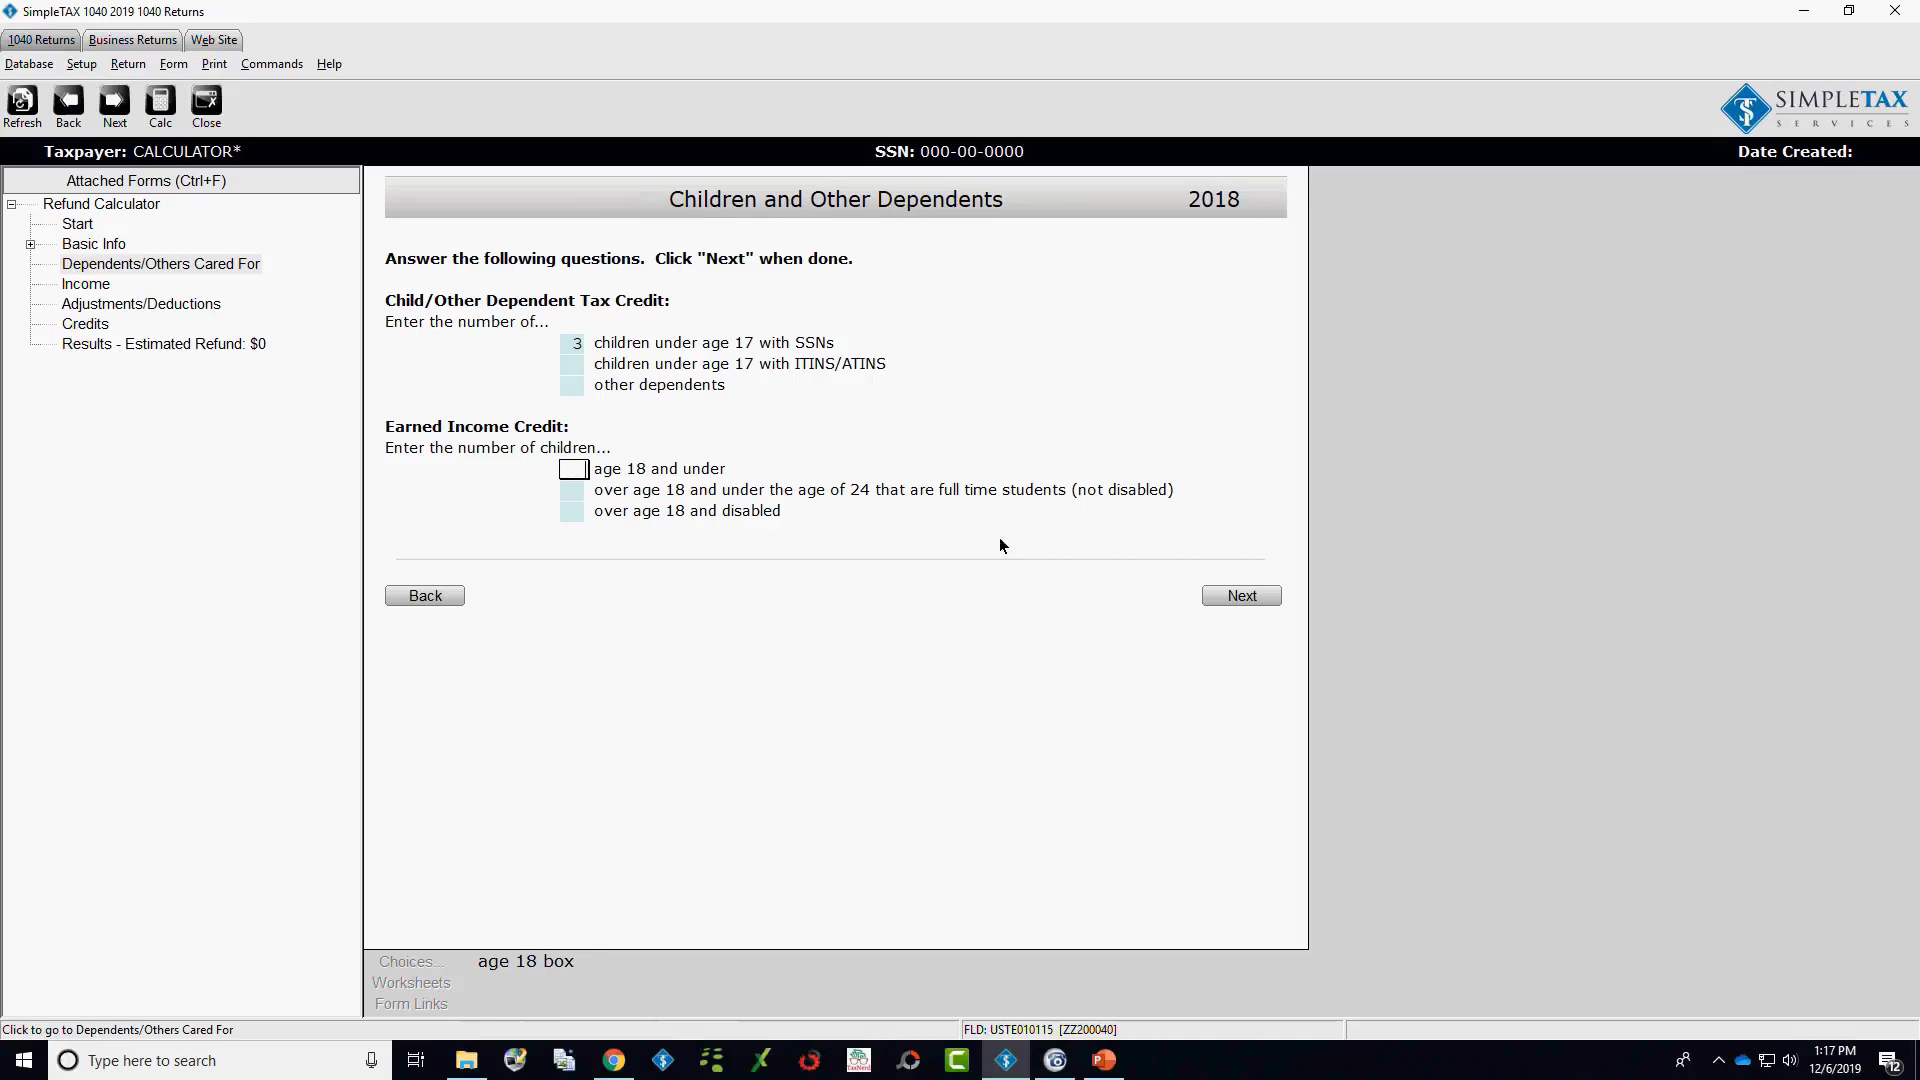 SimpleTAX 1040 2019 1040 Returns
1040 Returns Business Returns Web Site
Database Setup Return Form Print Commands Help
Refresh Back Next Calc Close
SIMPLETAX
SERVICES
Taxpayer: CALCULATOR* SSN: 000-00-0000 Date Created:
Attached Forms (Ctrl+F)
Refund Calculator
Start
Basic Info
Dependents/Others Cared For
Income
Adjustments/Deductions
Credits
Results - Estimated Refund: $0
Children and Other Dependents 2018
Answer the following questions. Click "Next" when done.
Child/Other Dependent Tax Credit:
Enter the number of...
3 children under age 17 with SSNs
children under age 17 with ITINS/ATINS
other dependents
Earned Income Credit:
Enter the number of children...
age 18 and under
over age 18 and under the age of 24 that are full time students (not disabled)
over age 18 and disabled
Back Next
Choices... age 18 box
Worksheets
Form Links
Click to go to Dependents/Others Cared For FLD: USTE010115 [ZZ200040]
Type here to search
1:17 PM
12/6/2019
12